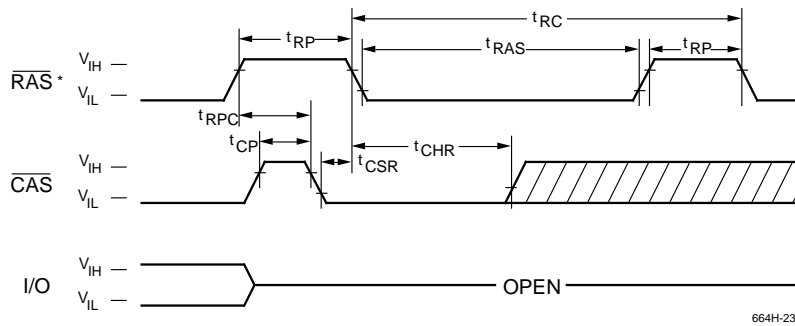 tRC
tRP
tRAS
tRP
VIH
RAS *
VIL
tRPC
tCP
tCHR
tCSR
VIH
CAS
VIL
VIH
I/O
OPEN
VIL
664H-23